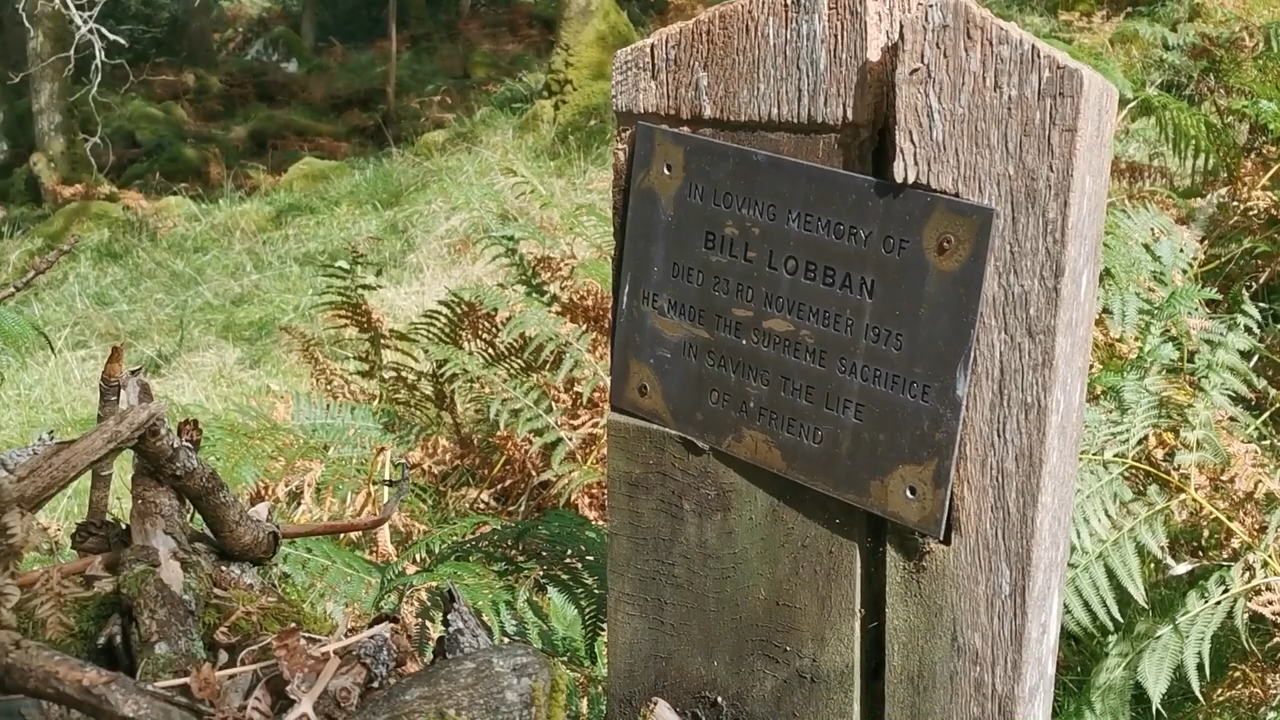 IN LOVING MEMORY OF
BILL LOBBAN
DIED 23 RD. NOVEMBER 1975
HE MADE THE SUPREME SACRIFICE
IN SAVING THE LIFE
OF A FRIEND